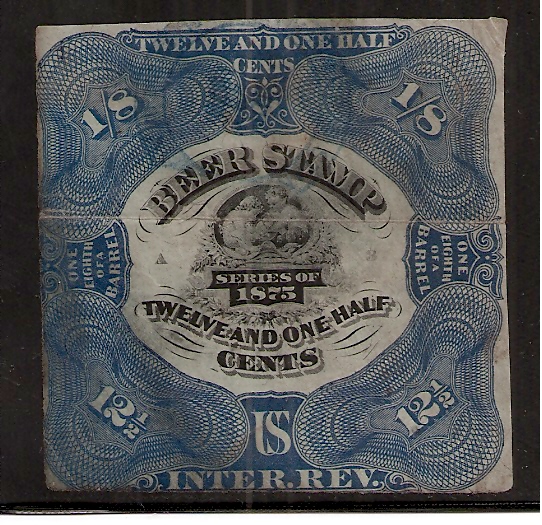 TWELVE AND ONE HALF
CENTS
1/8
1/8
BEER STAMP
ONE
EIGHTH
OF A
BARREL
ONE
EIGHTH
OF A
BARREL
A
S
SERIES OF
1875
TWELVE AND ONE HALF
CENTS
12½
12½
US
INTER. REV.